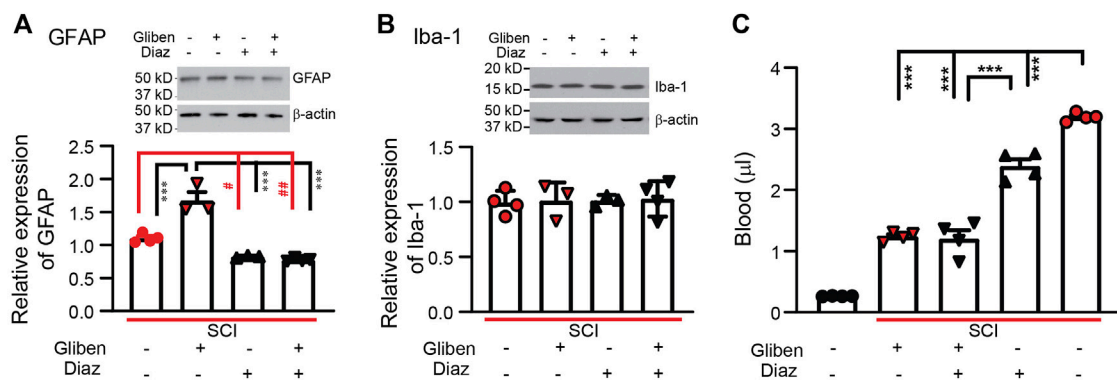 A GFAP
Gliben - + - +
Diaz - - + +
50 kD
37 kD
GFAP
50 kD
37 kD
β-actin
Relative expression
of GFAP
2.5
2.0
1.5
1.0
0.5
0.0
***
#
***
##
***
SCI
Gliben - + - +
Diaz - - + +
B Iba-1
Gliben - + - +
Diaz - - + +
20 kD
15 kD
Iba-1
50 kD
37 kD
β-actin
Relative expression
of Iba-1
1.5
1.0
0.5
0.0
SCI
Gliben - + - +
Diaz - - + +
C
Blood (µl)
4
3
2
1
0
***
***
***
***
SCI
Gliben - + + - -
Diaz - - + + -